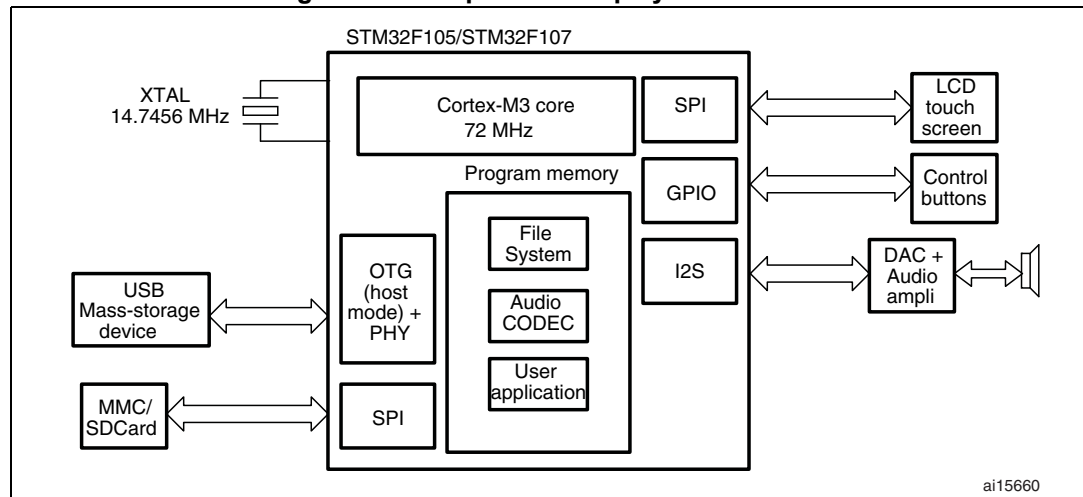 STM32F105/STM32F107
XTAL
14.7456 MHz
Cortex-M3 core
72 MHz
SPI
LCD
touch
screen
Program memory
GPIO
Control
buttons
File
System
OTG
(host
mode) +
PHY
I2S
DAC +
Audio
ampli
USB
Mass-storage
device
Audio
CODEC
User
application
MMC/
SDCard
SPI
ai15660